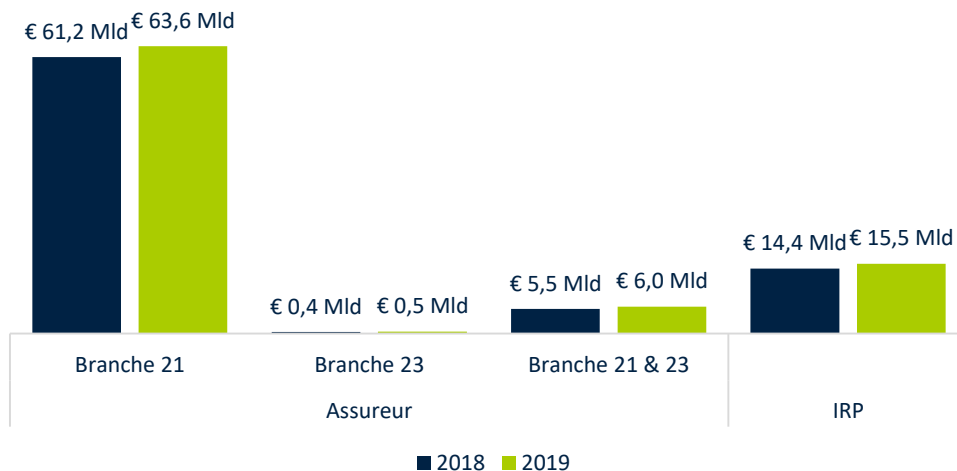 € 61,2 Mld
€ 63,6 Mld
€ 0,4 Mld
€ 0,5 Mld
€ 5,5 Mld
€ 6,0 Mld
€ 14,4 Mld
€ 15,5 Mld
Branche 21
Branche 23
Branche 21 & 23
Assureur
IRP
2018
2019